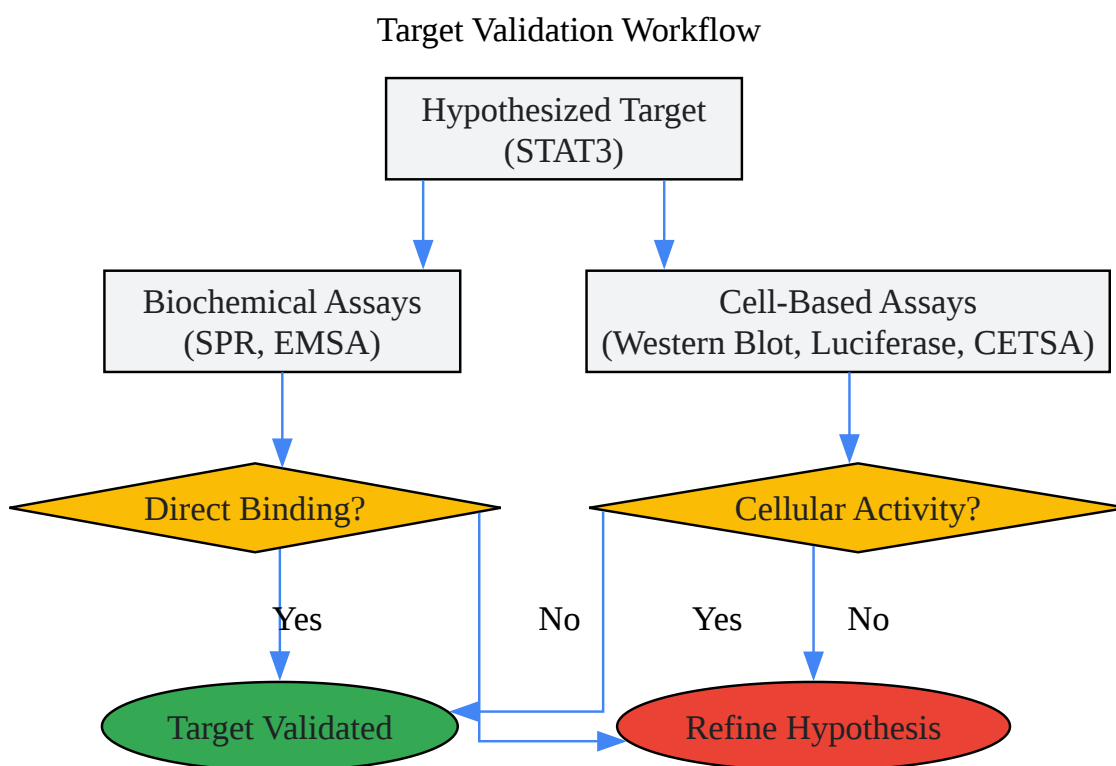 Target Validation Workflow
Hypothesized Target
(STAT3)
Biochemical Assays
(SPR, EMSA)
Cell-Based Assays
(Western Blot, Luciferase, CETSA)
Direct Binding?
Cellular Activity?
Yes
No
Yes
No
Target Validated
Refine Hypothesis